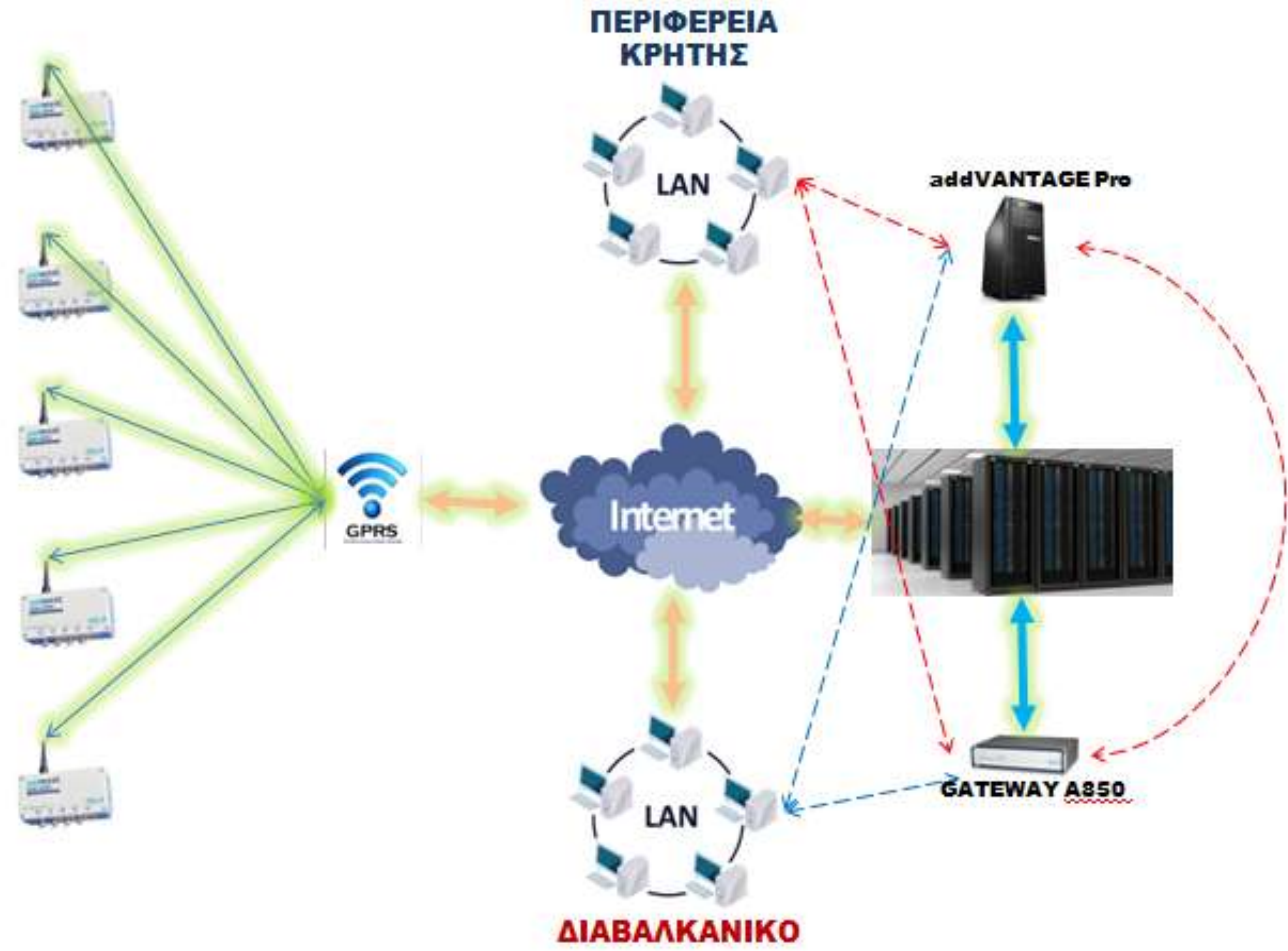 ΠΕΡΙΦΕΡΕΙΑ
ΚΡΗΤΗΣ
LAN
addVANTAGE Pro
Internet
GPRS
GATEWAY A850
LAN
ΔΙΑΒΑΛΚΑΝΙΚΟ